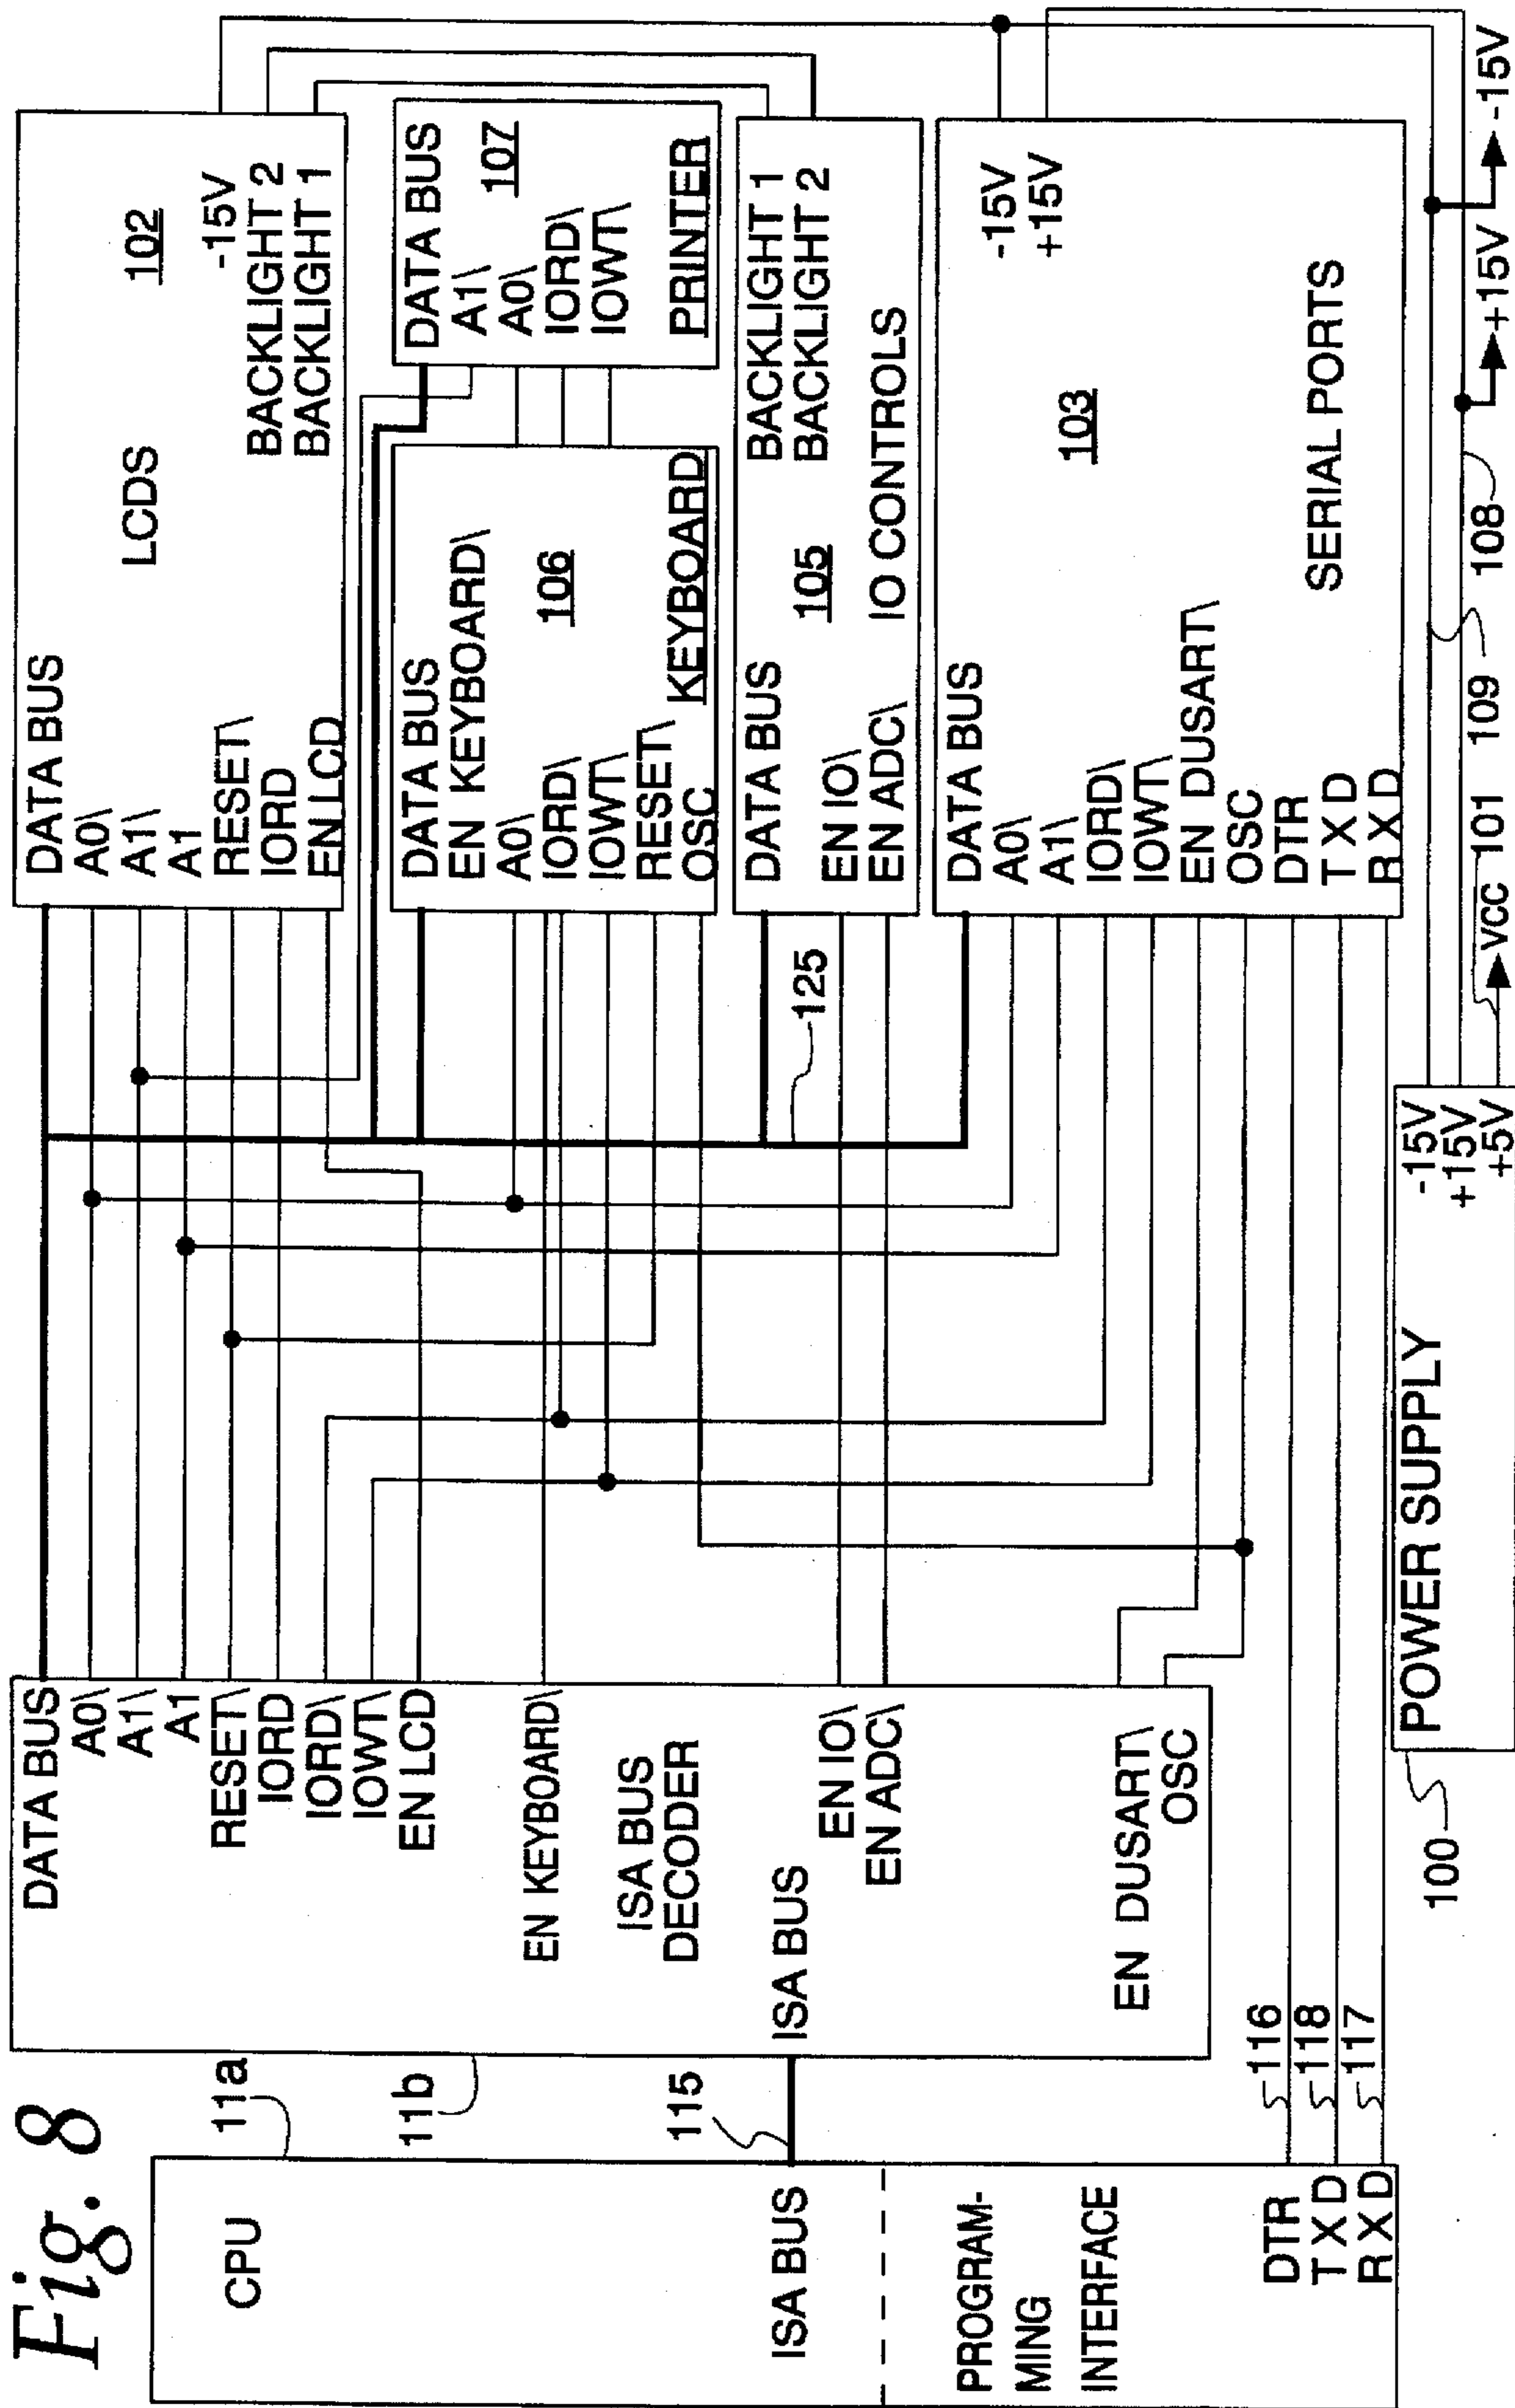 Fig. 8
CPU
11a
ISA BUS
PROGRAM-
MING
INTERFACE
DTR
TXD
RXD
115
116
118
117
11b
DATA BUS
A0\
A1\
A1
RESET\
IORD
IORD\
IOWT\
EN LCD
EN KEYBOARD\
ISA BUS
DECODER
ISA BUS
EN IO\
EN ADC\
EN DUSART\
OSC
DATA BUS
A0\
A1\
A1
RESET\
IORD
EN LCD
LCDS
102
-15V
BACKLIGHT 2
BACKLIGHT 1
DATA BUS
EN KEYBOARD\
A0\
IORD\
IOWT\
RESET\
OSC
106
KEYBOARD
DATA BUS
A1\
A0\
IORD\
IOWT\
107
PRINTER
DATA BUS
EN IO\
EN ADC\
105
IO CONTROLS
BACKLIGHT 1
BACKLIGHT 2
125
DATA BUS
A0\
A1\
IORD\
IOWT\
EN DUSART\
OSC
DTR
TXD
RXD
103
SERIAL PORTS
-15V
+15V
100
POWER SUPPLY
-15V
+15V
+5V
VCC
101
109
108
+15V
-15V